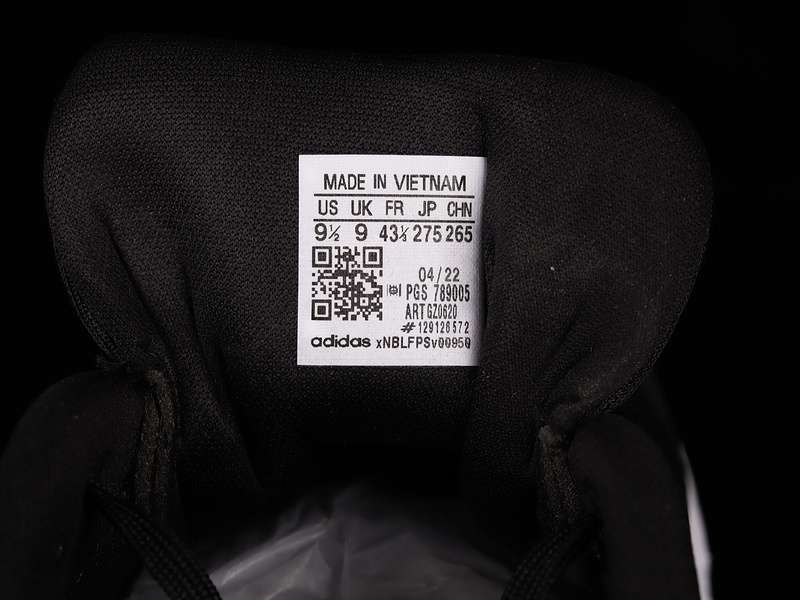 MADE IN VIETNAM
US UK FR JP CHN
9½ 9 43⅓ 275 265
04/22
PGS 789005
ART GZ0620
# 129126572
adidas xNBLFPSv00950